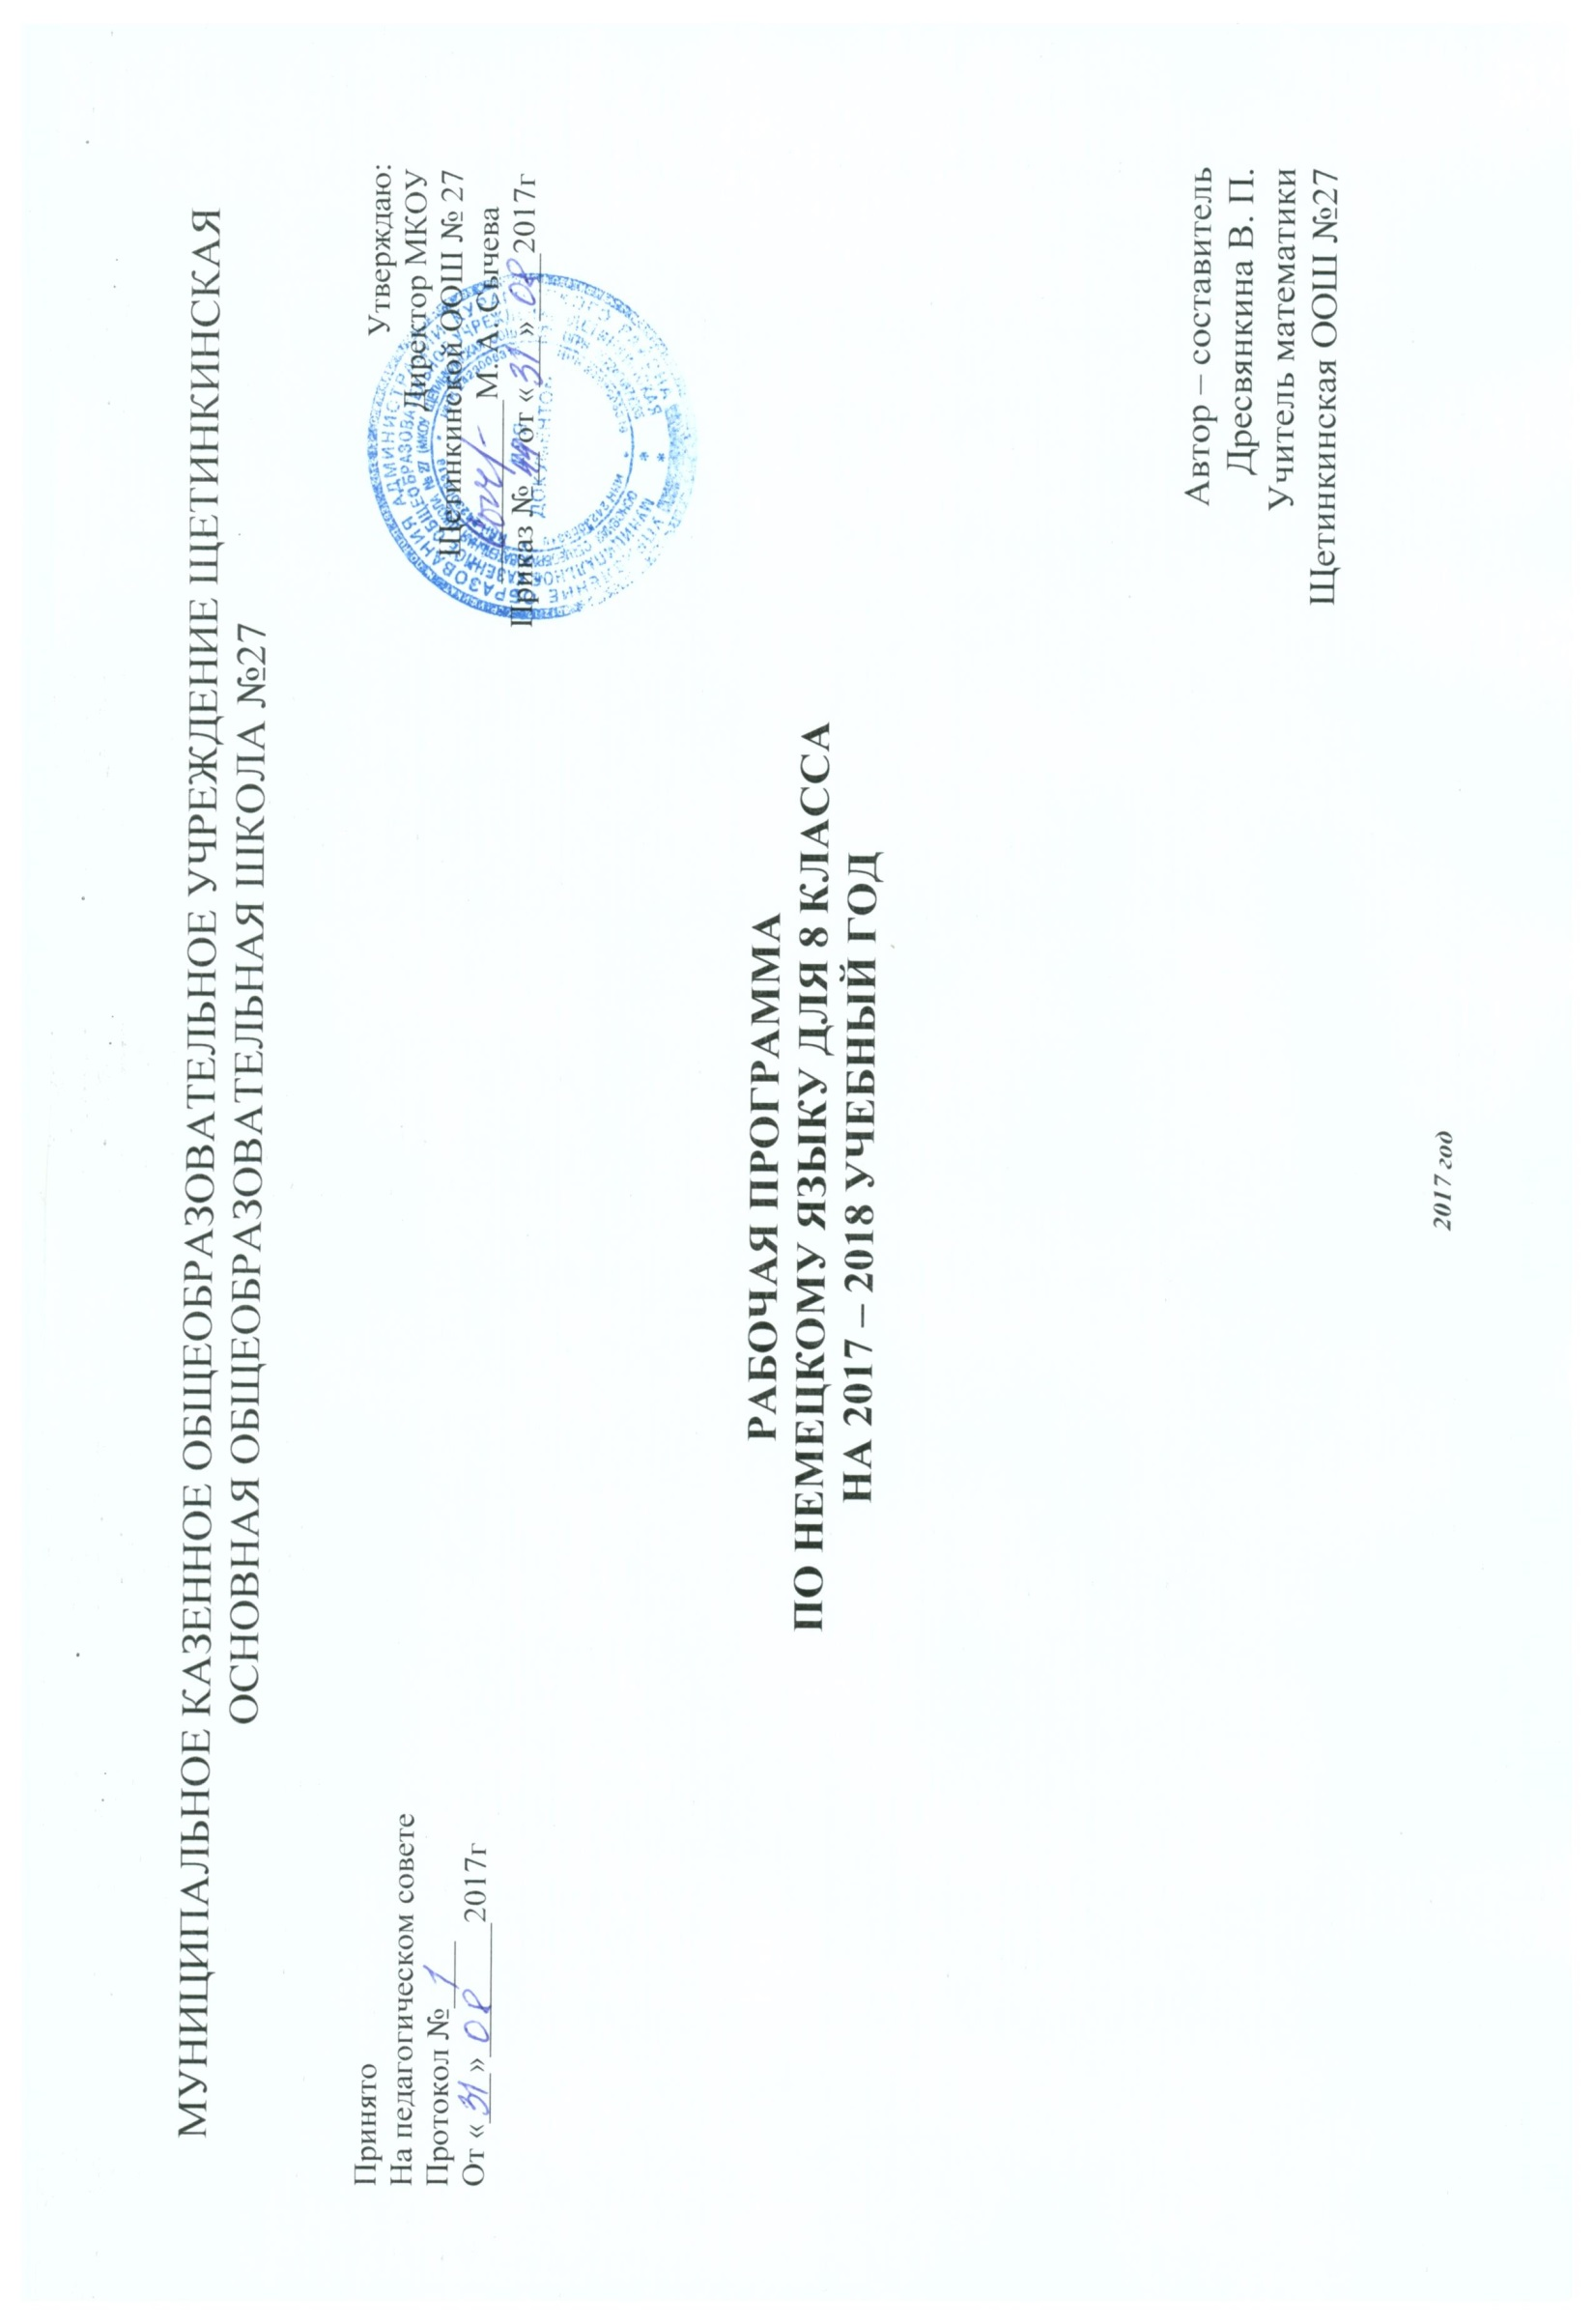 МУНИЦИПАЛЬНОЕ КАЗЕННОЕ ОБЩЕОБРАЗОВАТЕЛЬНОЕ УЧРЕЖДЕНИЕ ЩЕТИНКИНСКАЯ
ОСНОВНАЯ ОБЩЕОБРАЗОВАТЕЛЬНАЯ ШКОЛА №27
Принято
На педагогическом совете
Протокол № 1
От «31» 08 2017г
Утверждаю:
Директор МКОУ
Щетинкинской ООШ № 27
М. А. Сычева
Приказ № от «31» 08 2017г
РАБОЧАЯ ПРОГРАММА
ПО НЕМЕЦКОМУ ЯЗЫКУ ДЛЯ 8 КЛАССА
НА 2017 – 2018 УЧЕБНЫЙ ГОД
Автор – составитель
Дресвянкина В. П.
Учитель математики
Щетинкинская ООШ №27
2017 год